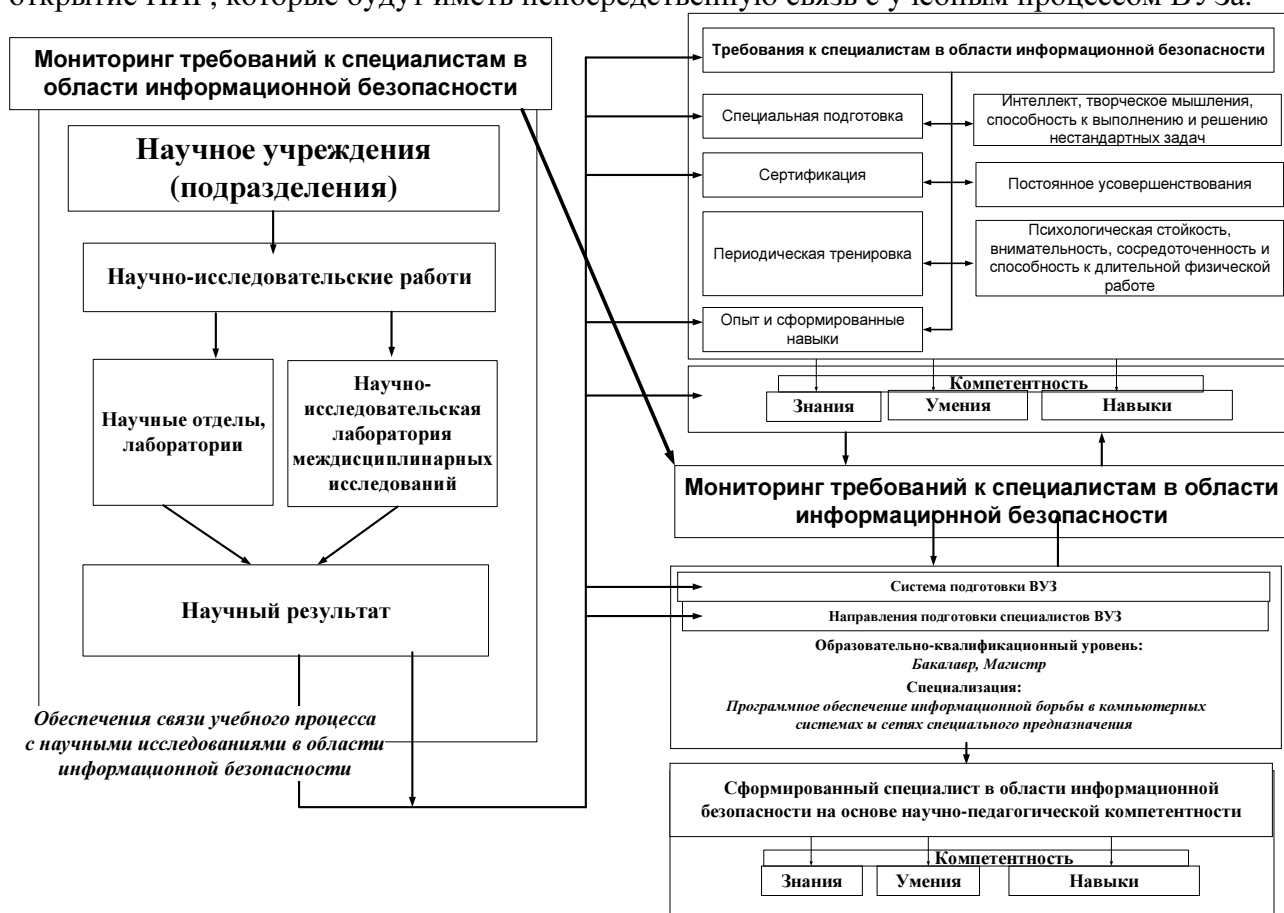 открытие НИР, которые будут иметь непосредственную связь с учебным процессом ВУЗа.
Мониторинг требований к специалистам в
области информационной безопасности
Научное учреждения
(подразделения)
Научно-исследовательские работи
Научные отделы,
лаборатории
Научно-
исследовательская
лаборатория
междисциплинарных
исследований
Научный результат
Обеспечения связи учебного процесса
с научными исследованиями в области
информационной безопасности
Требования к специалистам в области информационной безопасности
Специальная подготовка
Интеллект, творческое мышления,
способность к выполнению и решению
нестандартных задач
Сертификация
Постоянное усовершенствования
Периодическая тренировка
Психологическая стойкость,
внимательность, сосредоточенность и
способность к длительной физической
работе
Опыт и сформированные
навыки
Компетентность
Знания
Умения
Навыки
Мониторинг требований к специалистам в области
информационной безопасности
Система подготовки ВУЗ
Направления подготовки специалистов ВУЗ
Образовательно-квалификационный уровень:
Бакалавр, Магистр
Специализация:
Программное обеспечение информационной борьбы в компьютерных
системах ы сетях специального предназначения
Сформированный специалист в области информационной
безопасности на основе научно-педагогической компетентности
Компетентность
Знания
Умения
Навыки